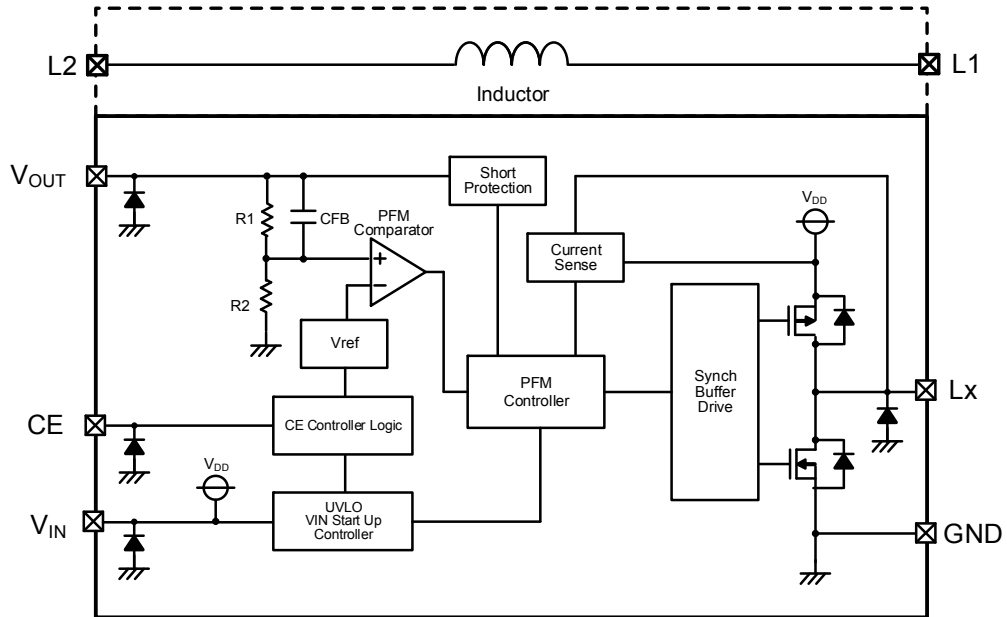 L2
L1
Inductor
VOUT
Short
Protection
VDD
R1
CFB
PFM
Comparator
Current
Sense
R2
Vref
PFM
Controller
Synch
Buffer
Drive
Lx
CE
CE Controller Logic
VDD
VIN
UVLO
VIN Start Up
Controller
GND